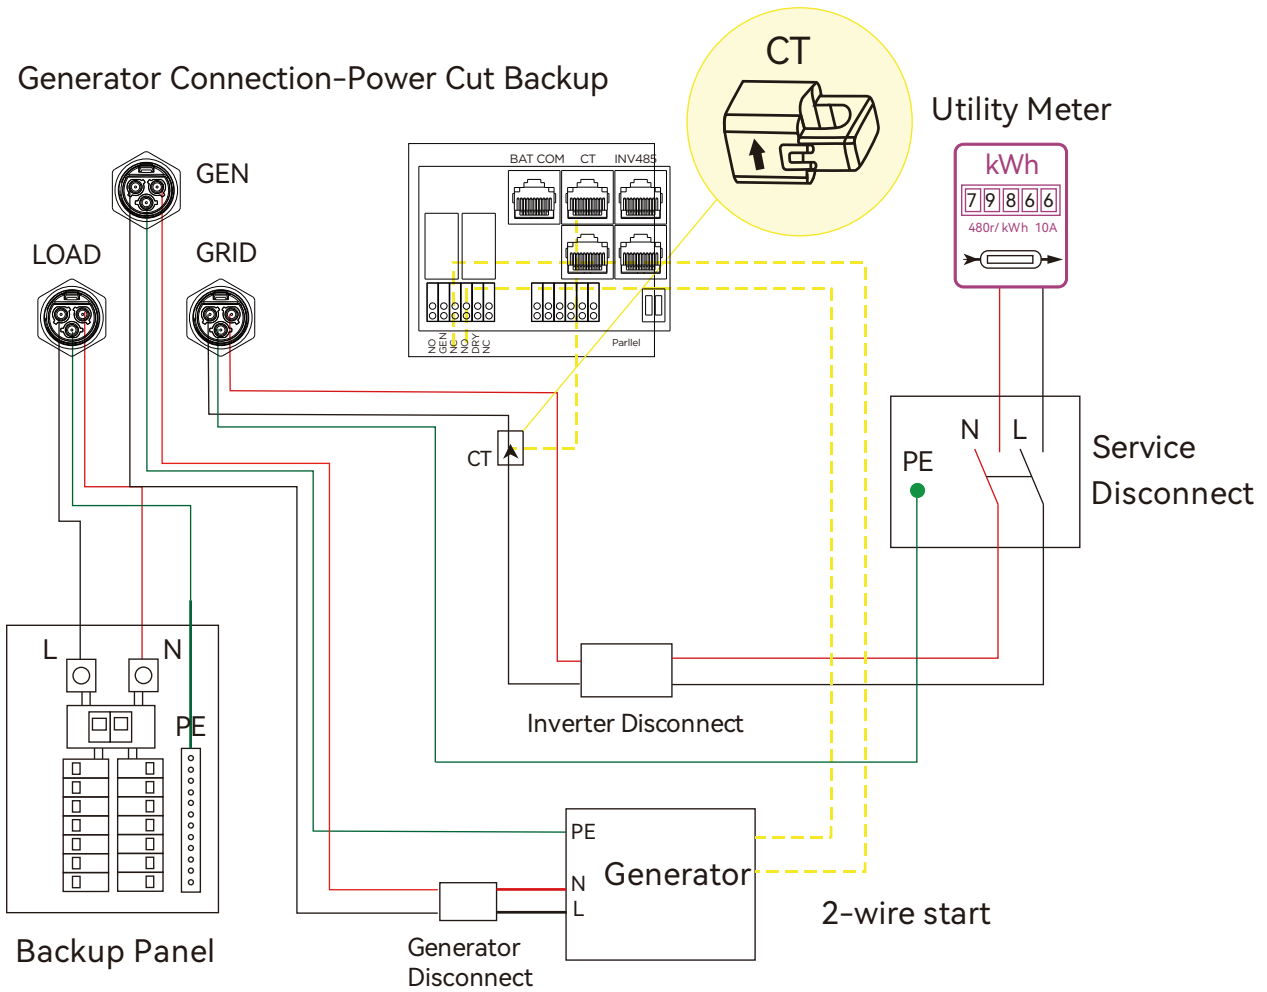 CT
Generator Connection-Power Cut Backup
Utility Meter
kWh
79866
480r/kWh 10A
GEN
BAT COM CT INV485
LOAD
GRID
NO
GEN
NC
NO
DRY
NC
Parllel
N L
PE
Service
Disconnect
CT
L N
PE
Inverter Disconnect
PE
Generator
N
L
2-wire start
Backup Panel
Generator
Disconnect